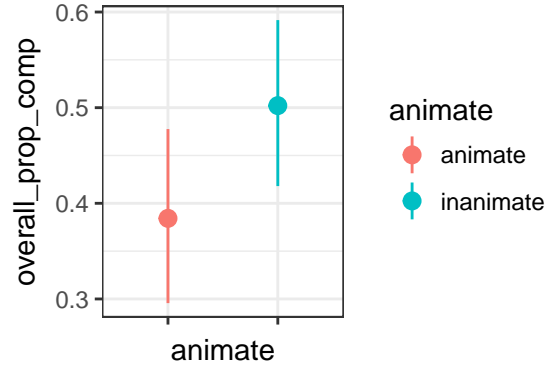 overall_prop_comp
0.6
0.5
0.4
0.3
animate
animate
animate
inanimate